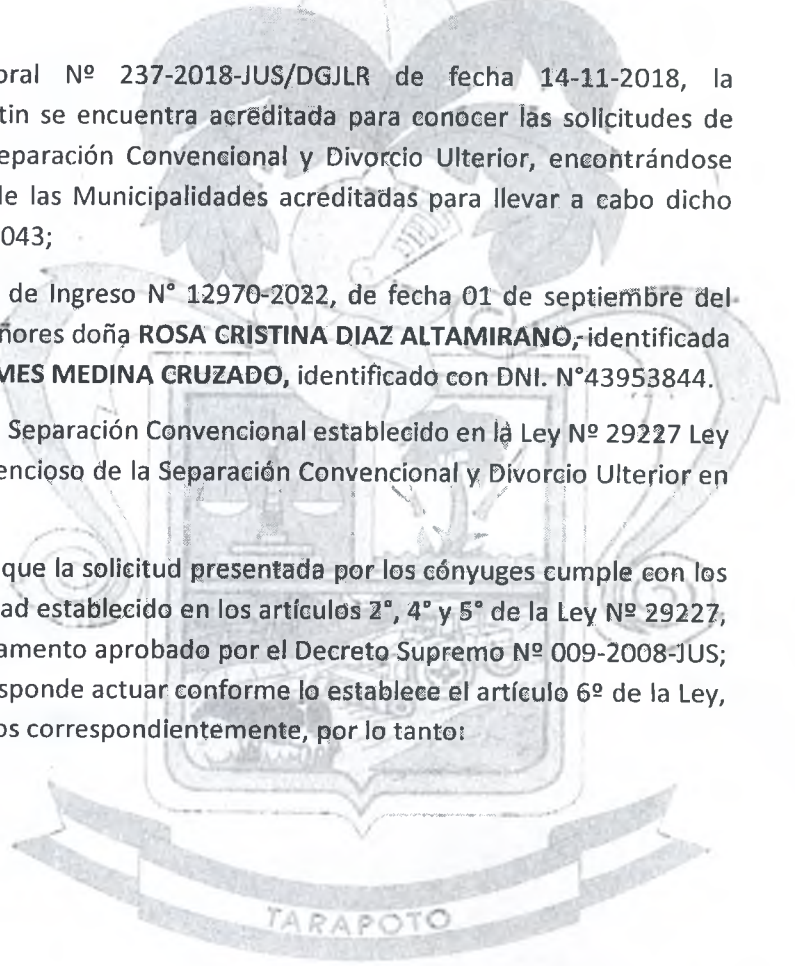 oral Nº 237-2018-JUS/DGJLR de fecha 14-11-2018, la
tin se encuentra acreditada para conocer las solicitudes de
eparación Convencional y Divorcio Ulterior, encontrándose
le las Municipalidades acreditadas para llevar a cabo dicho
043;
de Ingreso N° 12970-2022, de fecha 01 de septiembre del
ñores doña ROSA CRISTINA DIAZ ALTAMIRANO, identificada
MES MEDINA CRUZADO, identificado con DNI. N°43953844.
Separación Convencional establecido en la Ley Nº 29227 Ley
encioso de la Separación Convencional y Divorcio Ulterior en
que la solicitud presentada por los cónyuges cumple con los
ad establecido en los artículos 2°, 4° y 5° de la Ley Nº 29227,
amento aprobado por el Decreto Supremo Nº 009-2008-JUS;
sponde actuar conforme lo establece el artículo 6º de la Ley,
os correspondientemente, por lo tanto:
TARAPOTO